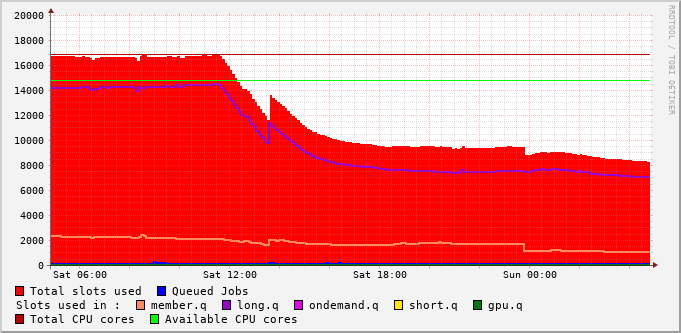 20000
18000
16000
14000
12000
10000
8000
6000
4000
2000
0
Sat 06:00 Sat 12:00 Sat 18:00 Sun 00:00
RRDTOOL / TOBI OETIKER
Total slots used Queued Jobs
Slots used in : member.q long.q ondemand.q short.q gpu.q
Total CPU cores Available CPU cores